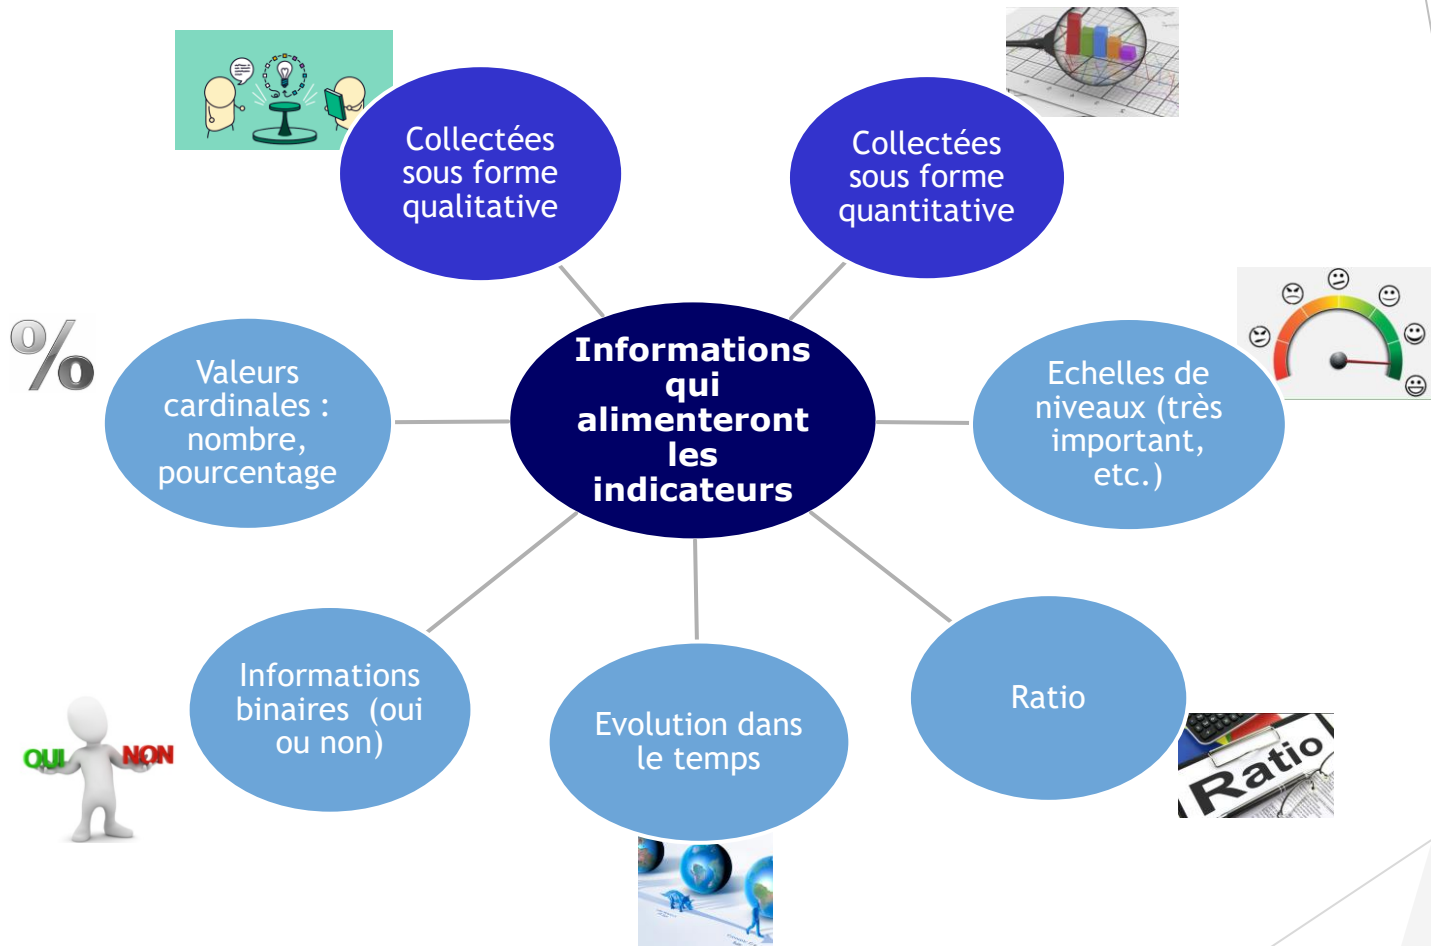 Collectées
sous forme
qualitative
Collectées
sous forme
quantitative
%
Valeurs
cardinales :
nombre,
pourcentage
Informations
qui
alimenteront
les
indicateurs
Echelles de
niveaux (très
important,
etc.)
Informations
binaires (oui
ou non)
OUI NON
Evolution dans
le temps
Ratio
Ratio